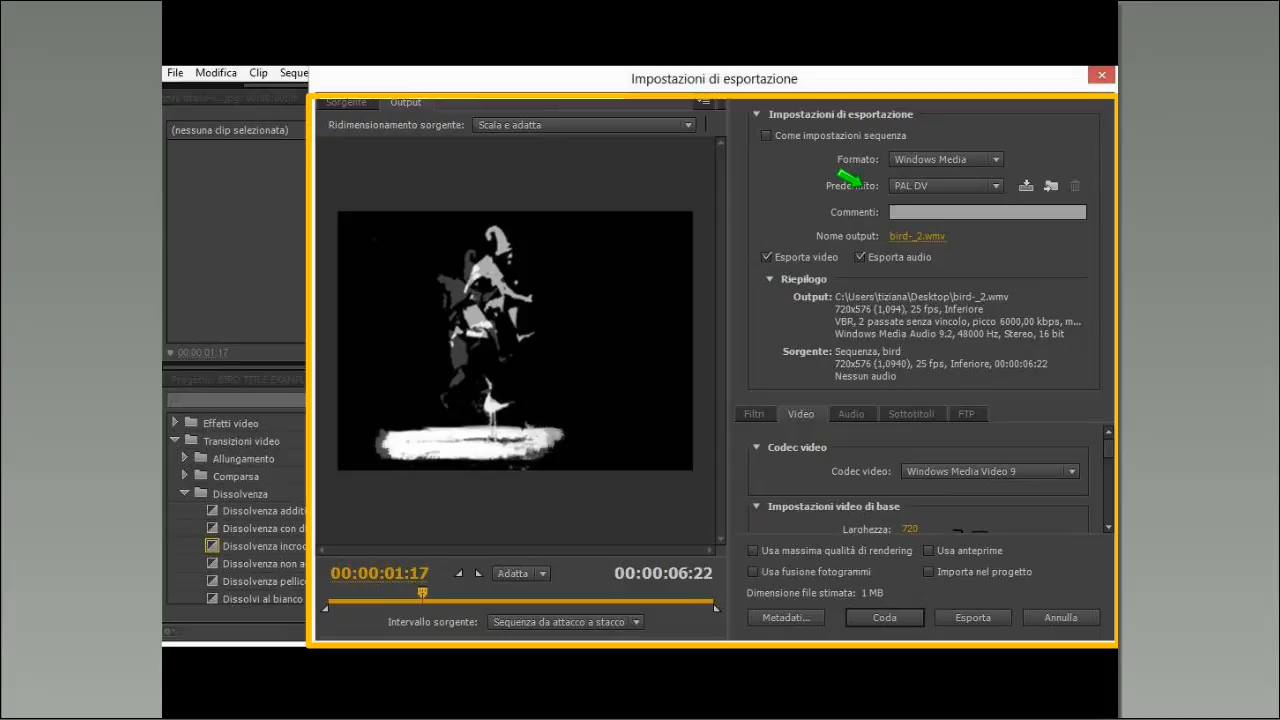 Impostazioni di esportazione
File Modifica Clip Seque
(nessuna clip selezionata)
00:00:01:17
Effetti video
Transizioni video
Allungamento
Comparsa
Dissolvenza
Dissolvenza addit
Dissolvenza con d
Dissolvenza incroc
Dissolvenza non a
Dissolvenza pellic
Dissolvi al bianco
Sorgente Output
Ridimensionamento sorgente: Scala e adatta
00:00:01:17 Adatta 00:00:06:22
Intervallo sorgente: Sequenza da attacco a stacco
Impostazioni di esportazione
Come impostazioni sequenza
Formato: Windows Media
PAL DV
Commenti:
Nome output: bird-_2.wmv
Esporta video Esporta audio
Riepilogo
Output: C:\Users\tiziana\Desktop\bird-_2.wmv
720x576 (1,094), 25 fps, Inferiore
VBR, 2 passate senza vincolo, picco 6000,00 kbps, m...
Windows Media Audio 9.2, 48000 Hz, Stereo, 16 bit
Sorgente: Sequenza, bird
720x576 (1,0940), 25 fps, Inferiore, 00:00:06:22
Nessun audio
Filtri Video Audio Sottotitoli FTP
Codec video
Codec video: Windows Media Video 9
Impostazioni video di base
Larghezza: 720
Usa massima qualità di rendering Usa anteprime
Usa fusione fotogrammi Importa nel progetto
Dimensione file stimata: 1 MB
Metadati... Coda Esporta Annulla